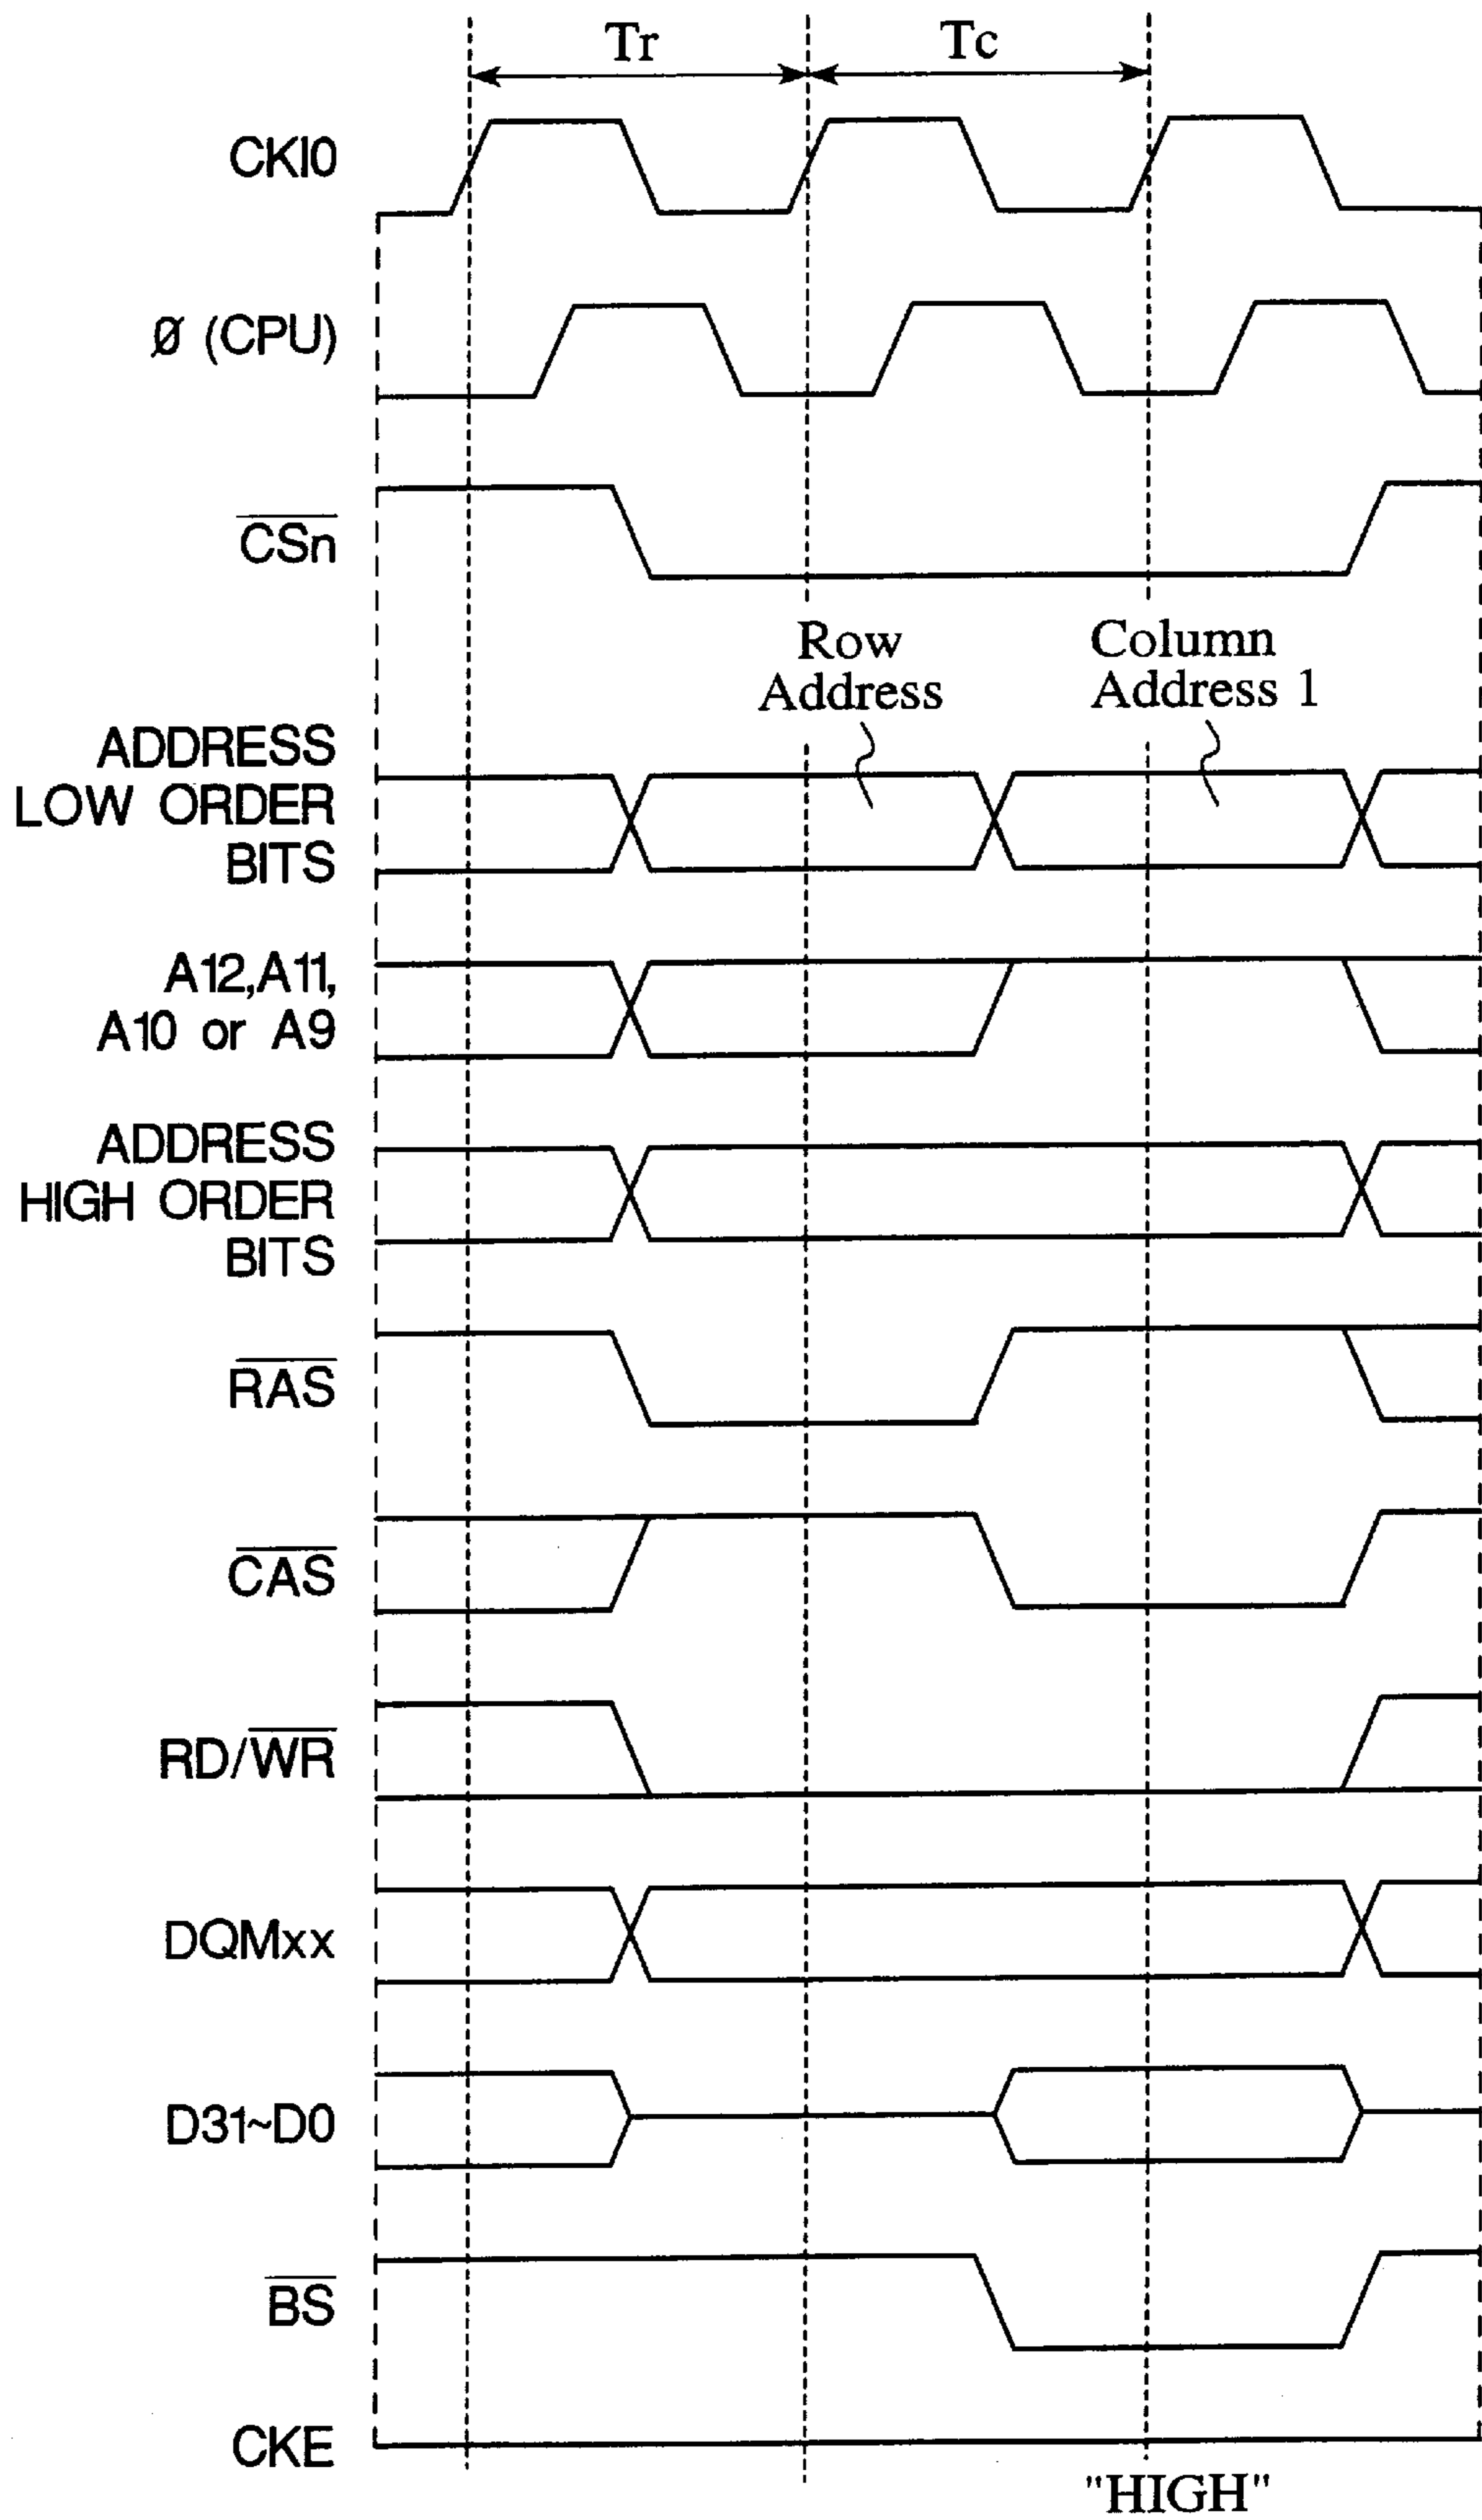 Tr
Tc
CKIO
Ø (CPU)
CSn
Row
Address
Column
Address 1
ADDRESS
LOW ORDER
BITS
A12,A11,
A10 or A9
ADDRESS
HIGH ORDER
BITS
RAS
CAS
RD/WR
DQMxx
D31~D0
BS
CKE
"HIGH"